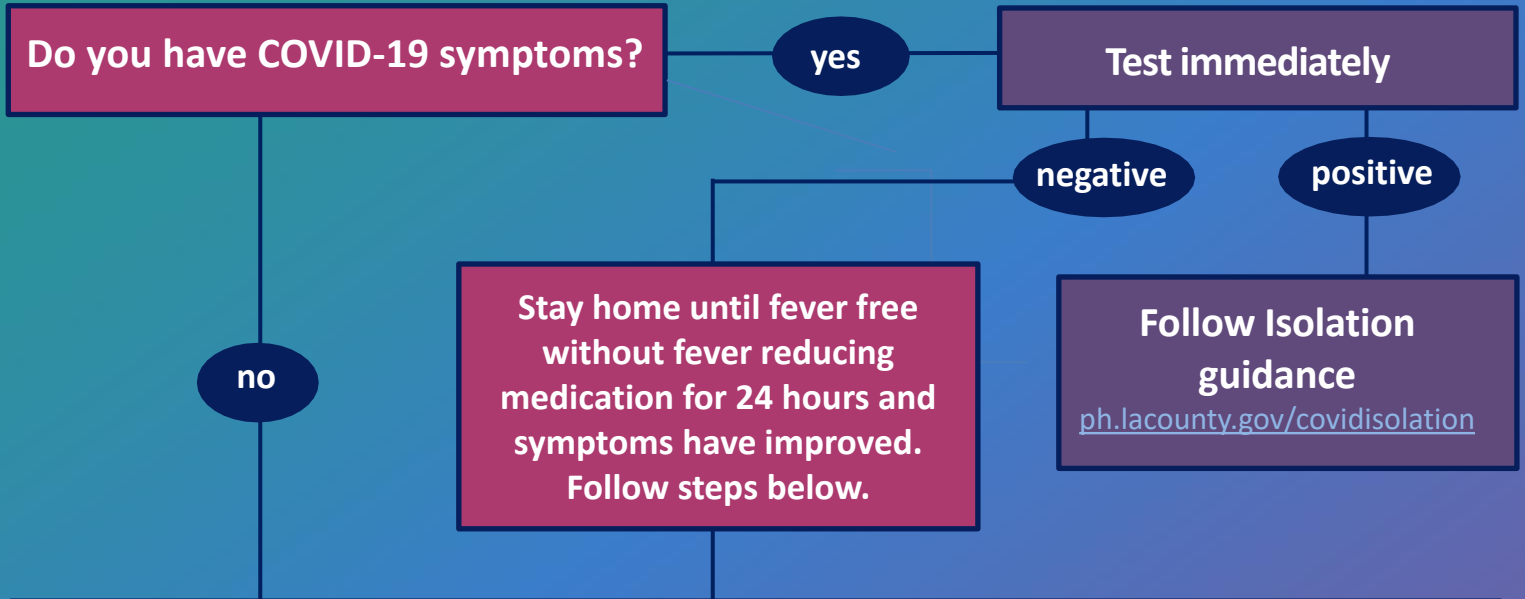 Do you have COVID-19 symptoms?
yes
Test immediately
negative
positive
Stay home until fever free
without fever reducing
medication for 24 hours and
symptoms have improved.
Follow steps below.
Follow Isolation
guidance
ph.lacounty.gov/covidisolation
no